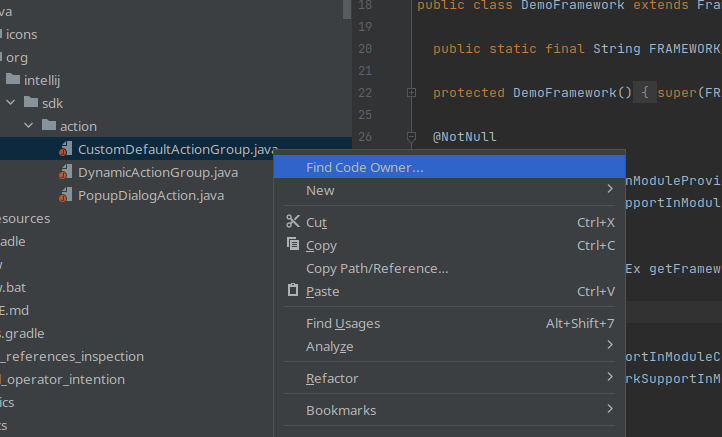 va
icons
org
intellij
sdk
action
CustomDefaultActionGroup.java
DynamicActionGroup.java
PopupDialogAction.java
esources
adle
w.bat
E.md
s.gradle
_references_inspection
_operator_intention
ics
cs
18 public class DemoFramework extends Fra
19
20 public static final String FRAMEWORK
21
22 protected DemoFramework() { super(FR
25
26 @NotNull
nModuleProvi
pportInModul
Ex getFramew
ortInModuleC
rkSupportInM
Find Code Owner...
New
Cut Ctrl+X
Copy Ctrl+C
Copy Path/Reference...
Paste Ctrl+V
Find Usages Alt+Shift+7
Analyze
Refactor
Bookmarks